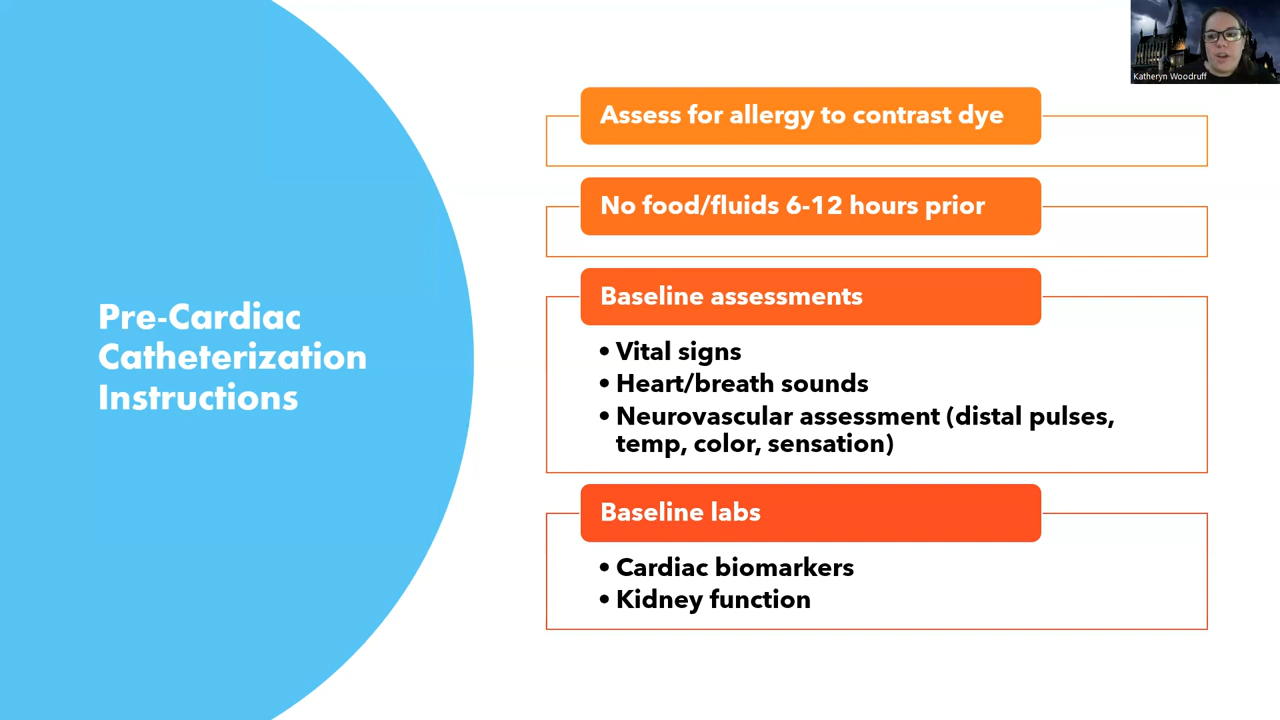 Katheryn Woodruff
Pre-Cardiac
Catheterization
Instructions
Assess for allergy to contrast dye
No food/fluids 6-12 hours prior
Baseline assessments
• Vital signs
• Heart/breath sounds
• Neurovascular assessment (distal pulses,
temp, color, sensation)
Baseline labs
• Cardiac biomarkers
• Kidney function